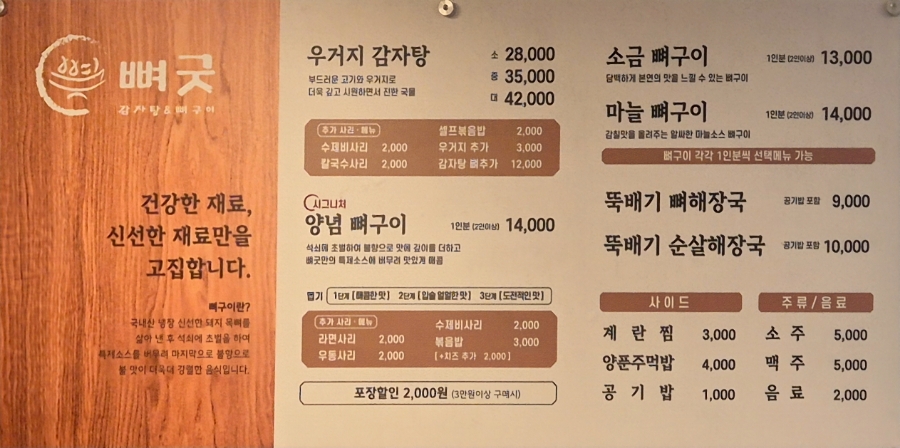 뼈굿
감자탕&뼈구이
건강한 재료,
신선한 재료만을
고집합니다.
뼈구이란?
국내산 냉장 신선한 돼지 목뼈를
삶아 낸 후 석쇠에 초벌을 하여
특제소스를 버무려 마지막으로 불향으로
불 맛이 더욱더 강렬한 음식입니다.
우거지 감자탕 소 28,000
부드러운 고기와 우거지로 중 35,000
더욱 깊고 시원하면서 진한 국물 대 42,000
추가 사리·메뉴 셀프볶음밥 2,000
수제비사리 2,000 우거지 추가 3,000
칼국수사리 2,000 감자탕 뼈추가 12,000
시그니처
양념 뼈구이 1인분 (2인이상) 14,000
석쇠에 초벌하여 불향으로 맛에 깊이를 더하고
뼈굿만의 특제소스에 버무려 맛있게 매콤
맵기 1단계 [매콤한 맛] 2단계 [입술 얼얼한 맛] 3단계 [도전적인 맛]
추가 사리·메뉴 수제비사리 2,000
라면사리 2,000 볶음밥 3,000
우동사리 2,000 [+치즈 추가 2,000]
포장할인 2,000원 (3만원이상 구매시)
소금 뼈구이 1인분 (2인이상) 13,000
담백하게 본연의 맛을 느낄 수 있는 뼈구이
마늘 뼈구이 1인분 (2인이상) 14,000
감칠맛을 올려주는 알싸한 마늘소스 뼈구이
뼈구이 각각 1인분씩 선택메뉴 가능
뚝배기 뼈해장국 공기밥 포함 9,000
뚝배기 순살해장국 공기밥 포함 10,000
사이드
계란찜 3,000
양푼주먹밥 4,000
공기밥 1,000
주류/음료
소주 5,000
맥주 5,000
음료 2,000